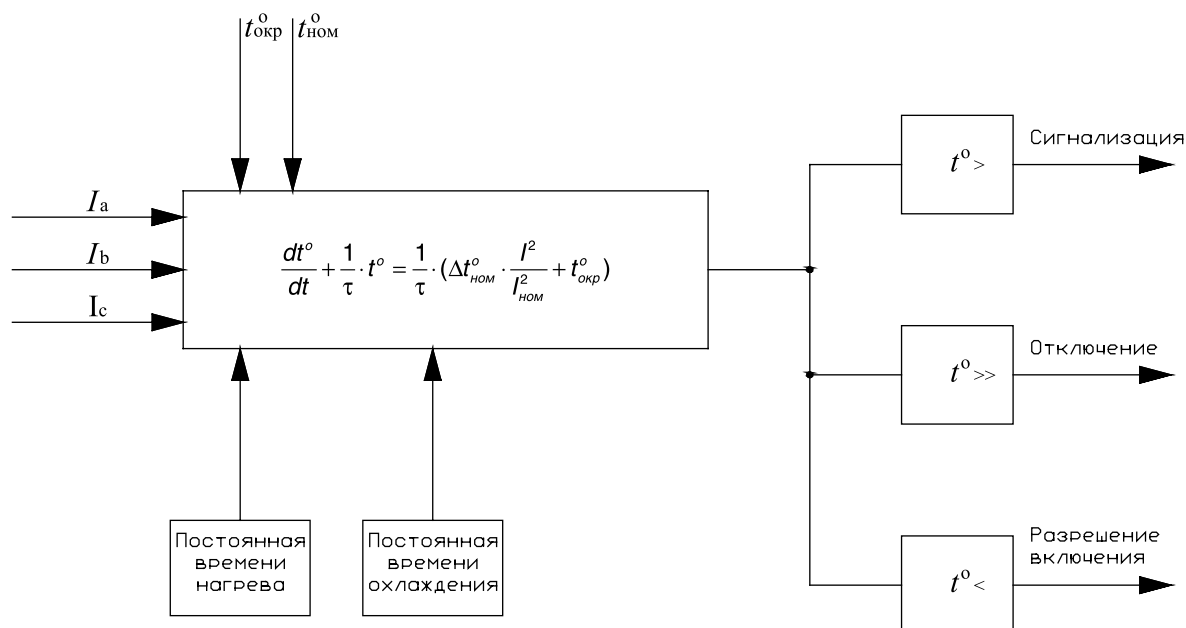 t°окр t°ном
Ia
Ib
Ic
dt°/dt + 1/τ · t° = 1/τ · (Δt°ном · I²/I²ном + t°окр)
t° >
Сигнализация
t° >>
Отключение
t° <
Разрешение
включения
Постоянная
времени
нагрева
Постоянная
времени
охлаждения